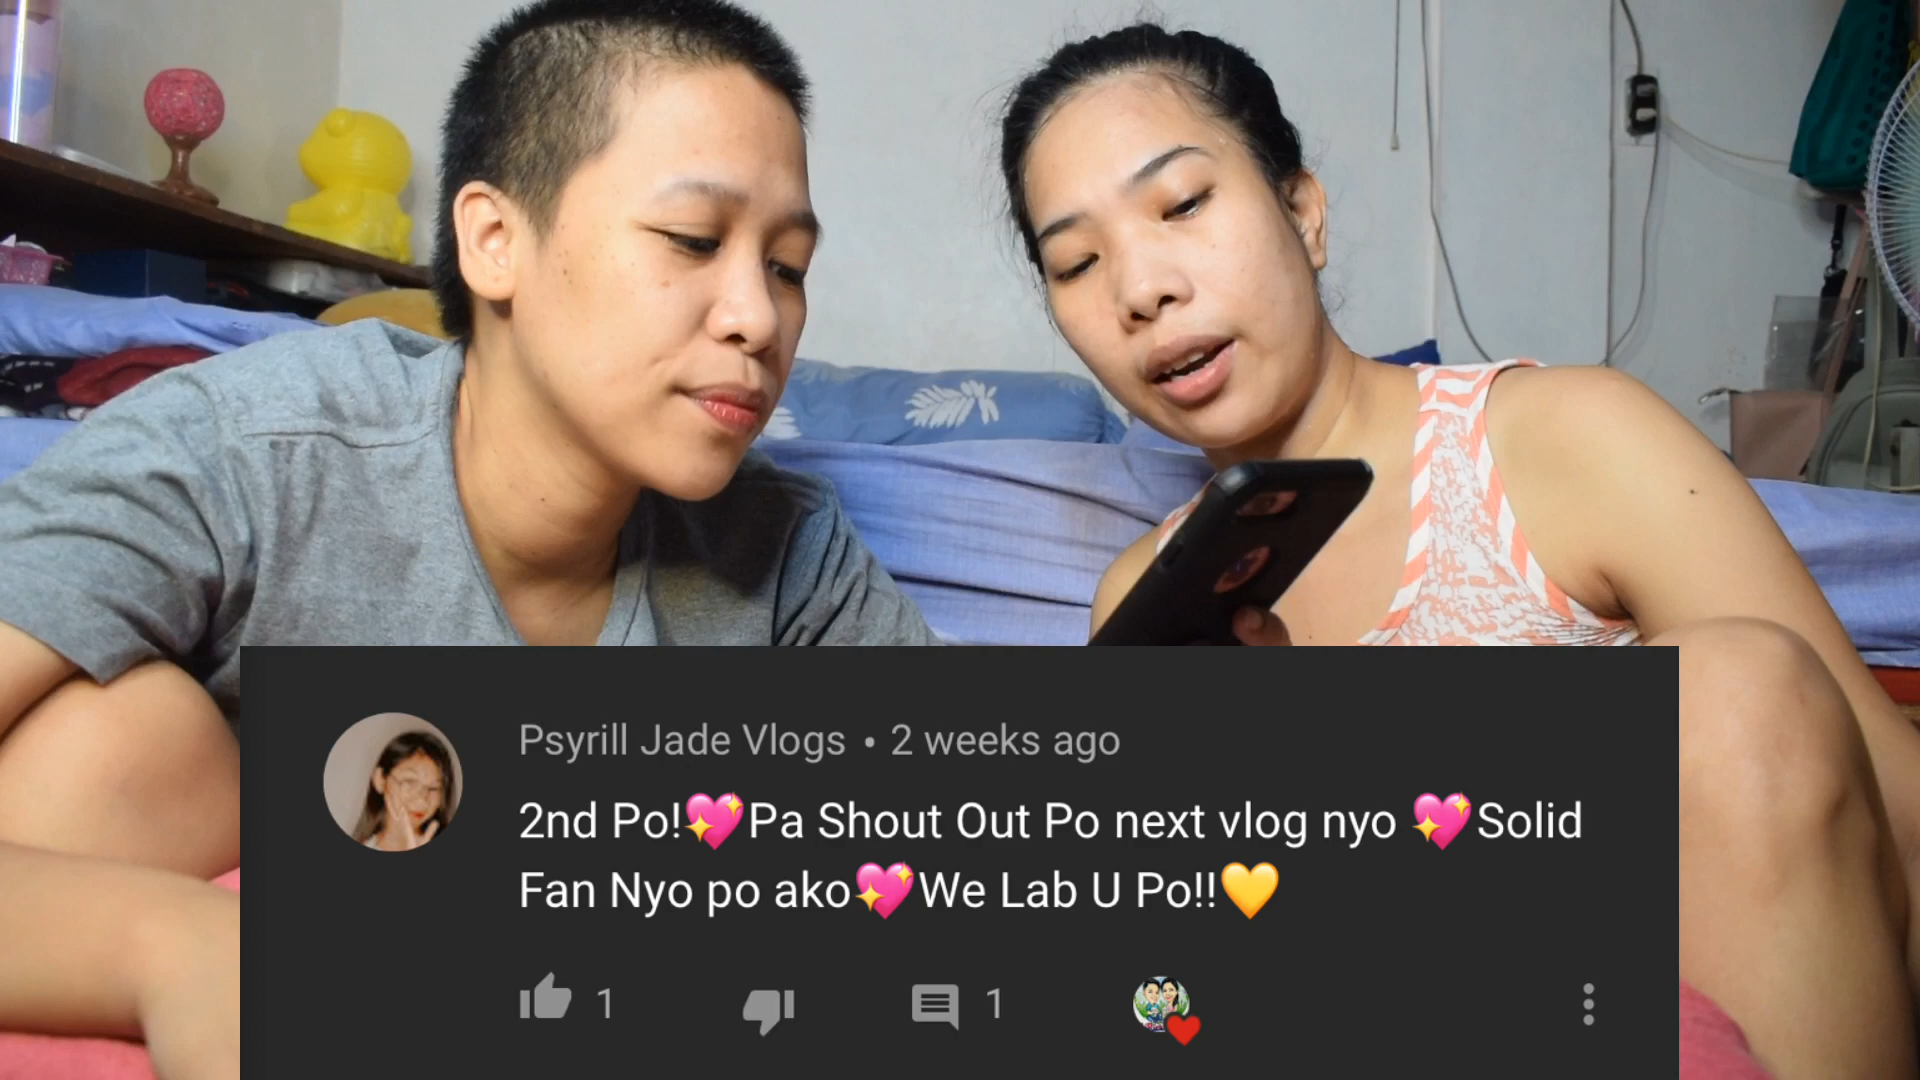 Psyrill Jade Vlogs • 2 weeks ago
2nd Po!💖Pa Shout Out Po next vlog nyo 💖Solid
Fan Nyo po ako💖We Lab U Po!!💛
1
1